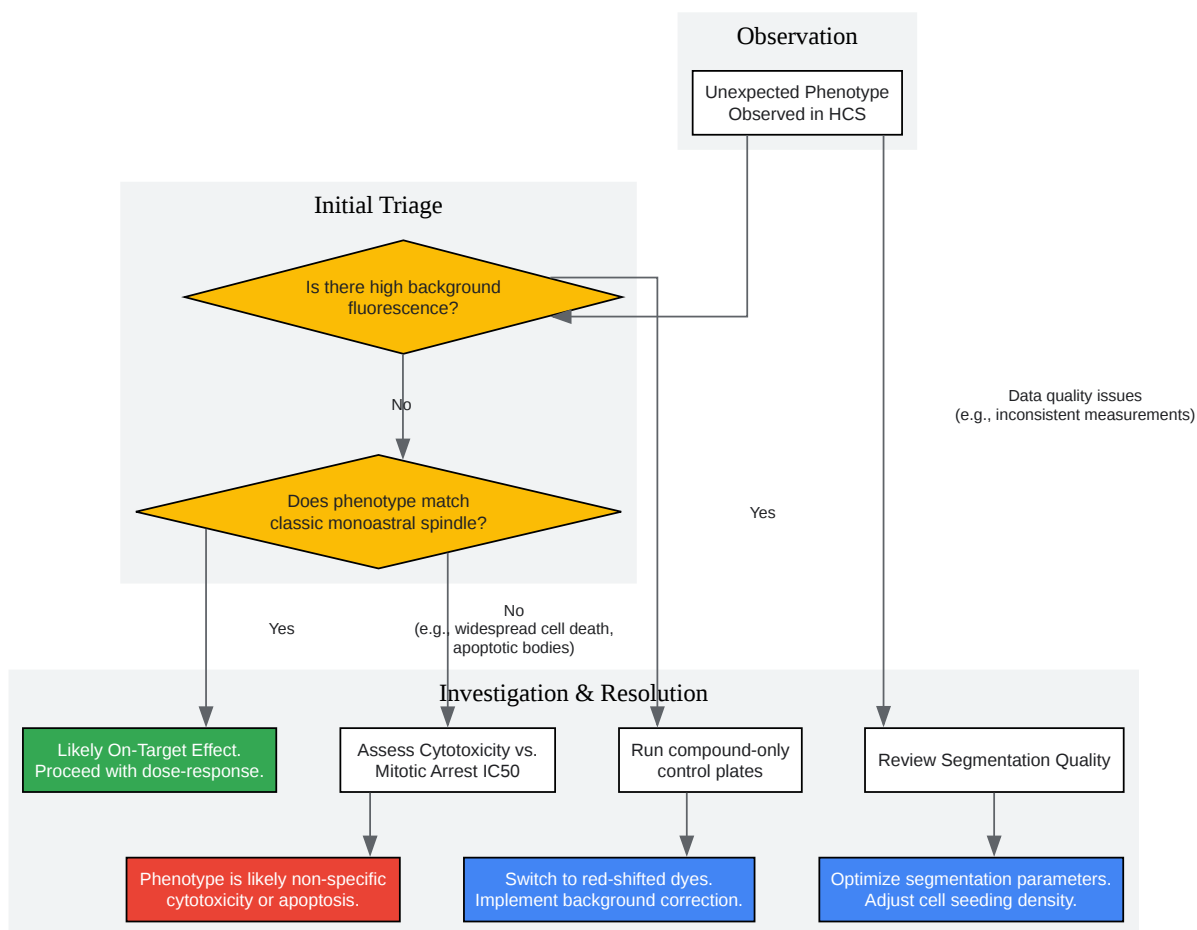 Observation
Unexpected Phenotype
Observed in HCS
Initial Triage
Is there high background
fluorescence?
No
Data quality issues
(e.g., inconsistent measurements)
Does phenotype match
classic monoastral spindle?
Yes
Yes
No
(e.g., widespread cell death,
apoptotic bodies)
Investigation & Resolution
Likely On-Target Effect.
Proceed with dose-response.
Assess Cytotoxicity vs.
Mitotic Arrest IC50
Run compound-only
control plates
Review Segmentation Quality
Phenotype is likely non-specific
cytotoxicity or apoptosis.
Switch to red-shifted dyes.
Implement background correction.
Optimize segmentation parameters.
Adjust cell seeding density.